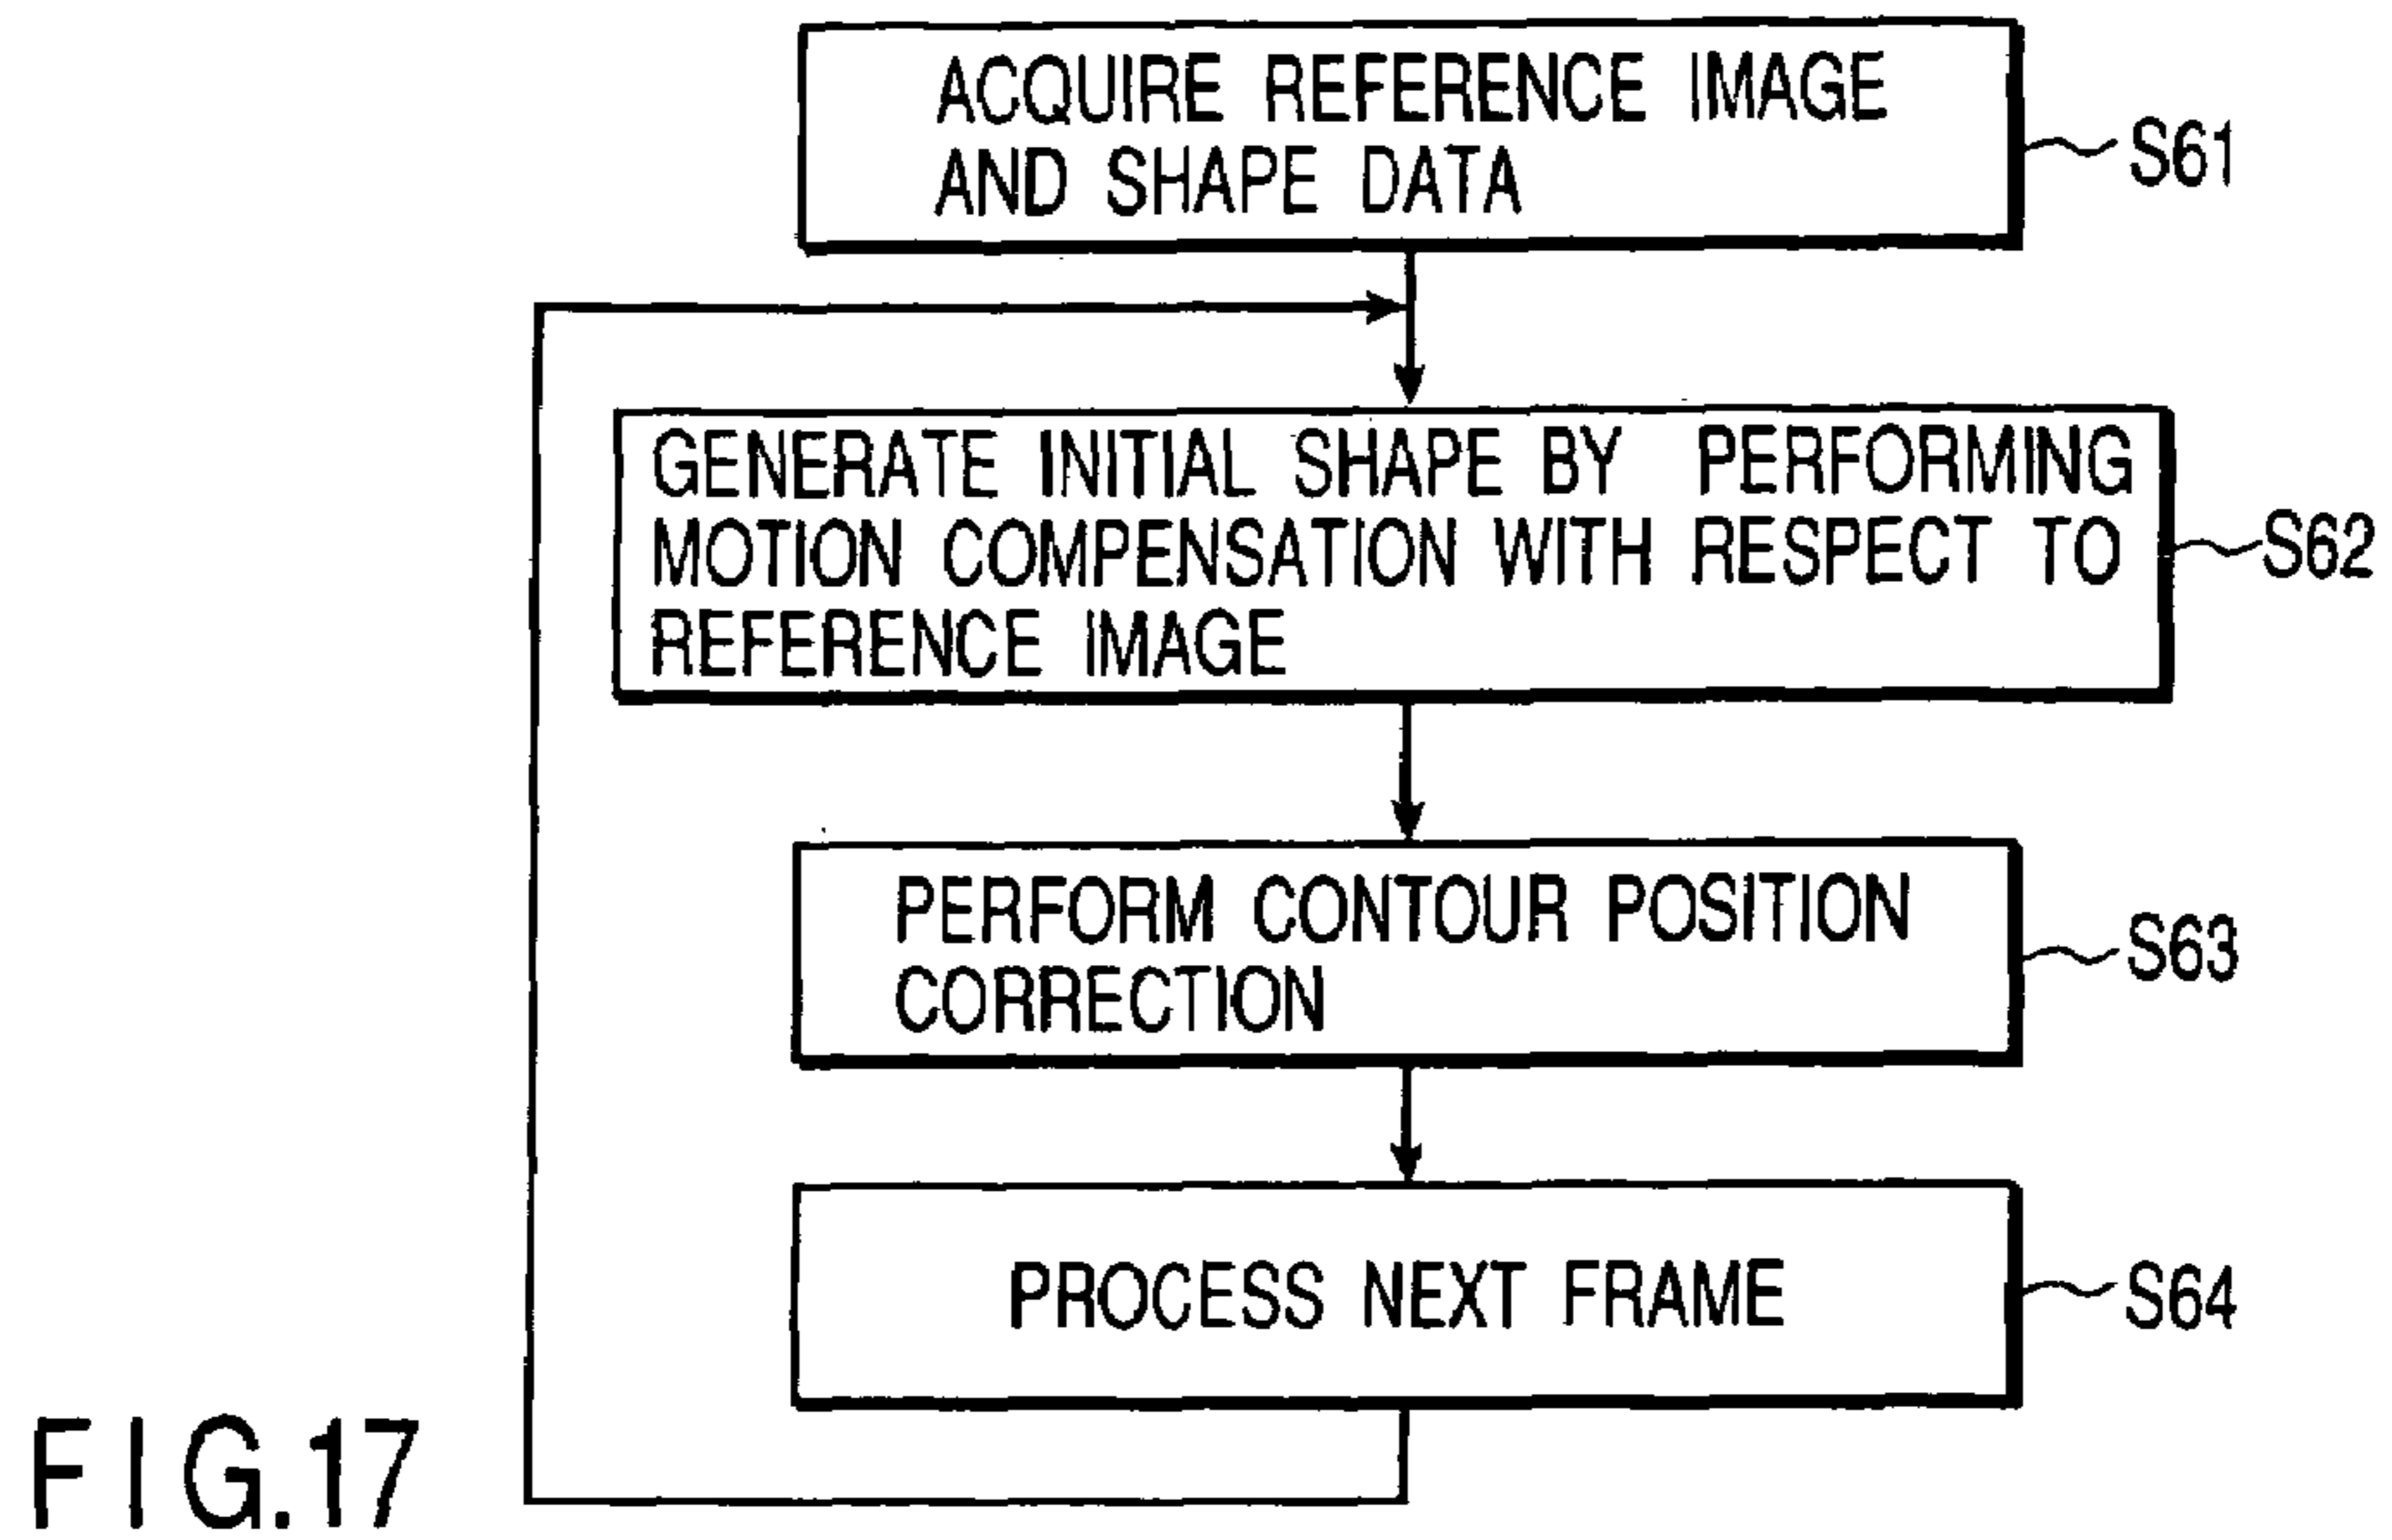 ACQUIRE REFERENCE IMAGE
AND SHAPE DATA
S61
GENERATE INITIAL SHAPE BY PERFORMING
MOTION COMPENSATION WITH RESPECT TO
REFERENCE IMAGE
S62
PERFORM CONTOUR POSITION
CORRECTION
S63
PROCESS NEXT FRAME
S64
FIG.17